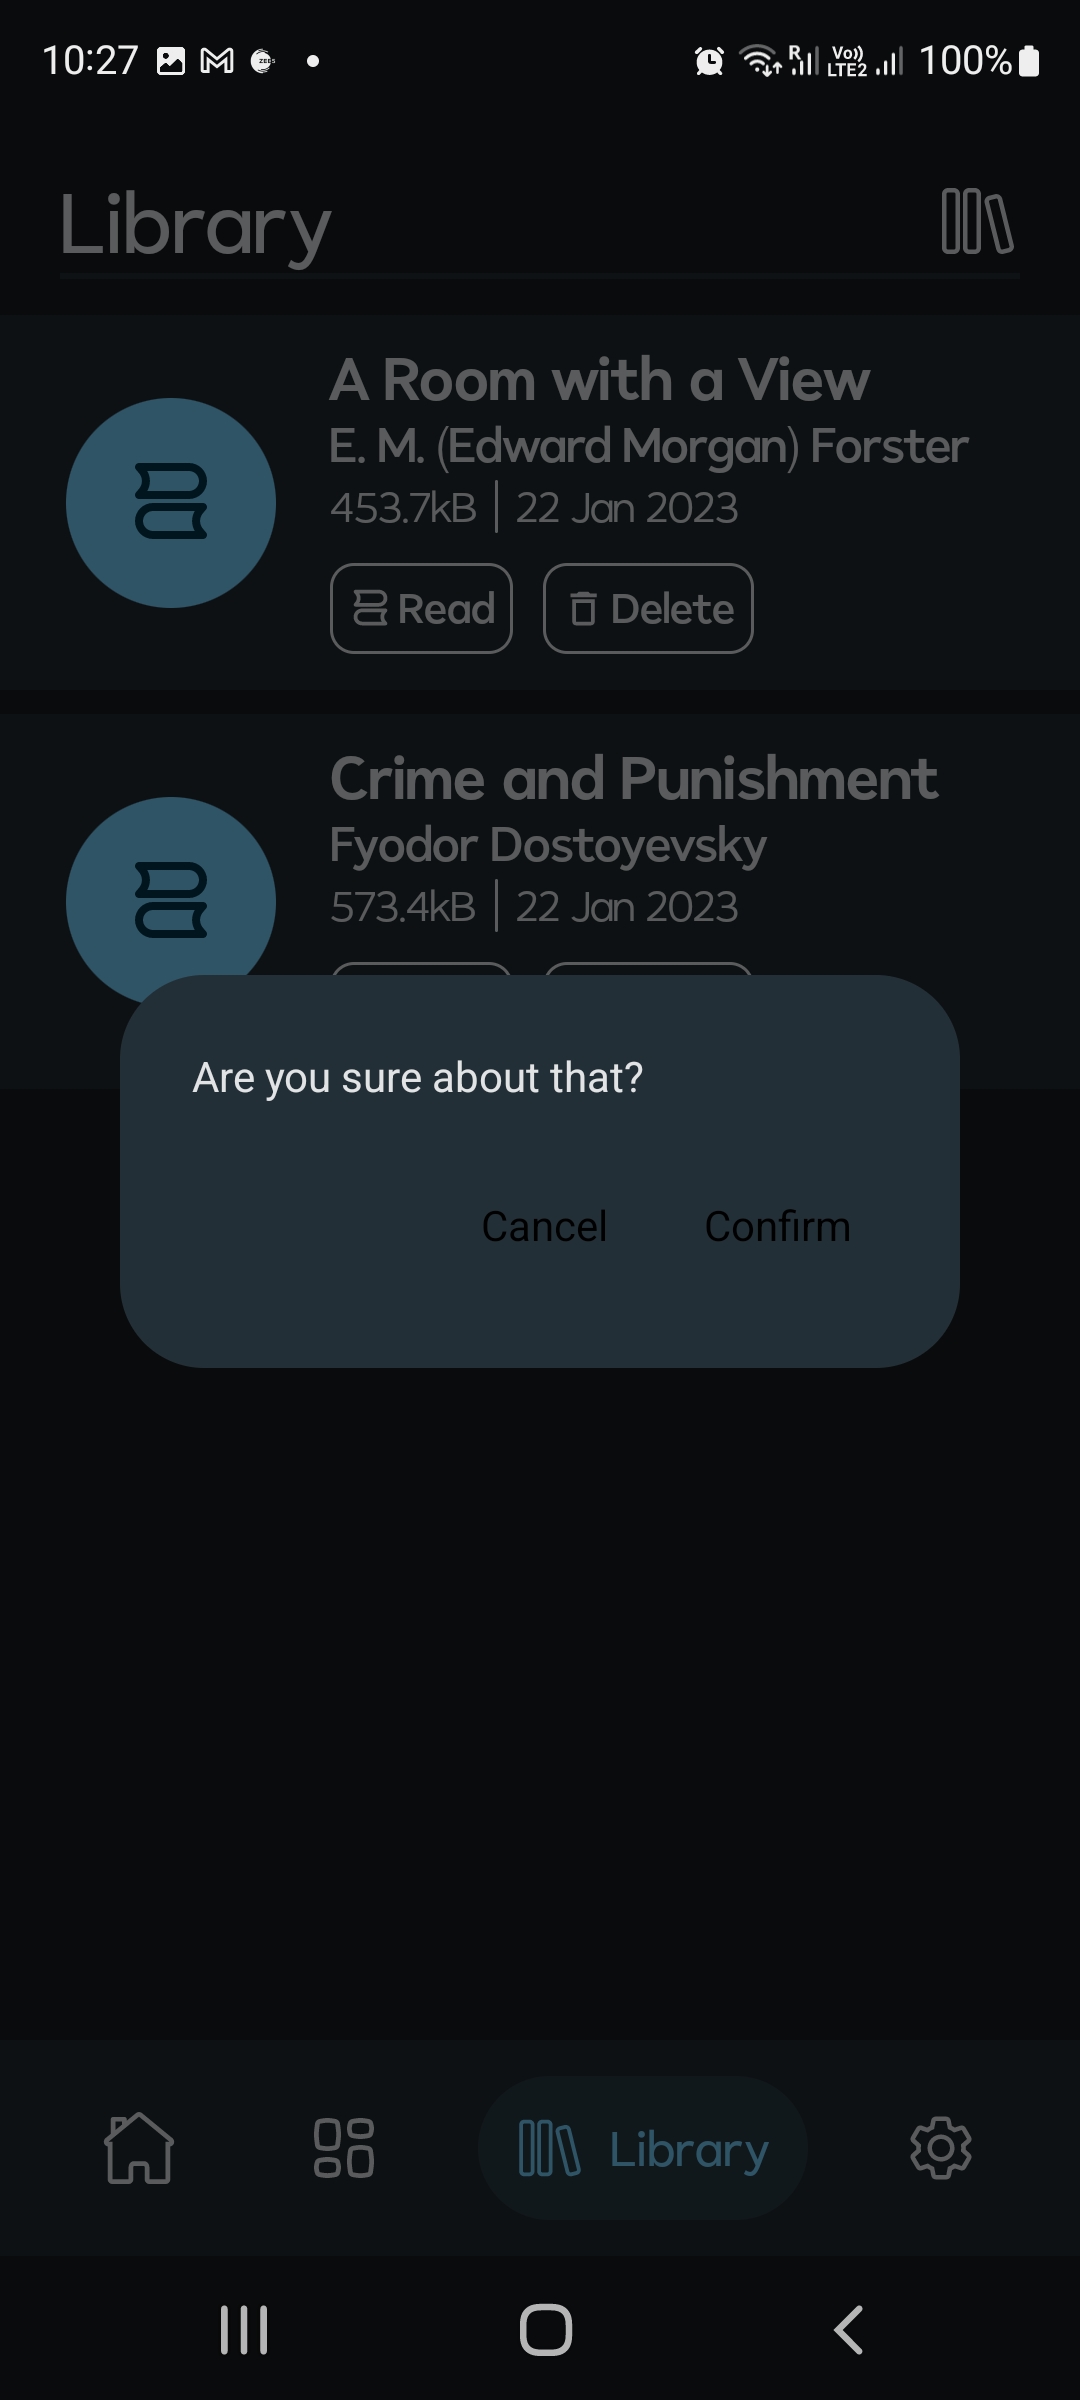 10:27
R Vo)) LTE2 100%
Library
A Room with a View
E. M. (Edward Morgan) Forster
453.7kB | 22 Jan 2023
Read Delete
Crime and Punishment
Fyodor Dostoyevsky
573.4kB | 22 Jan 2023
Are you sure about that?
Cancel Confirm
Library